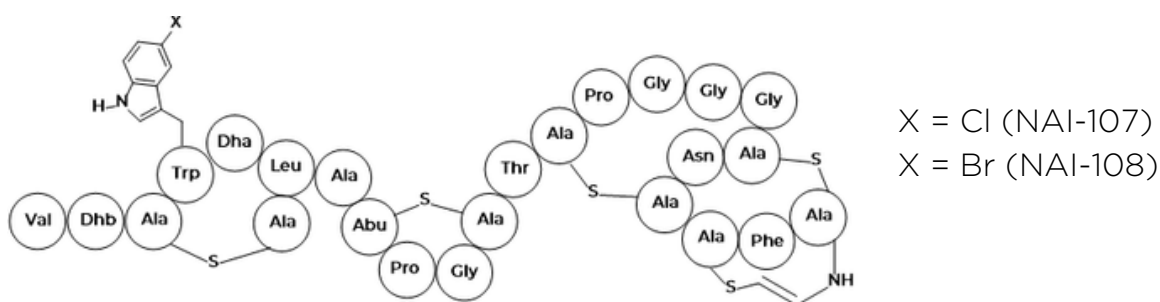 X
H-N
Val Dhb Ala Trp Dha Leu Ala S
Ala Abu Pro Gly Ala S
Thr Ala Pro Gly Gly Gly Ala Asn Ala S
S
Ala Phe Ala S NH
X = Cl (NAI-107)
X = Br (NAI-108)